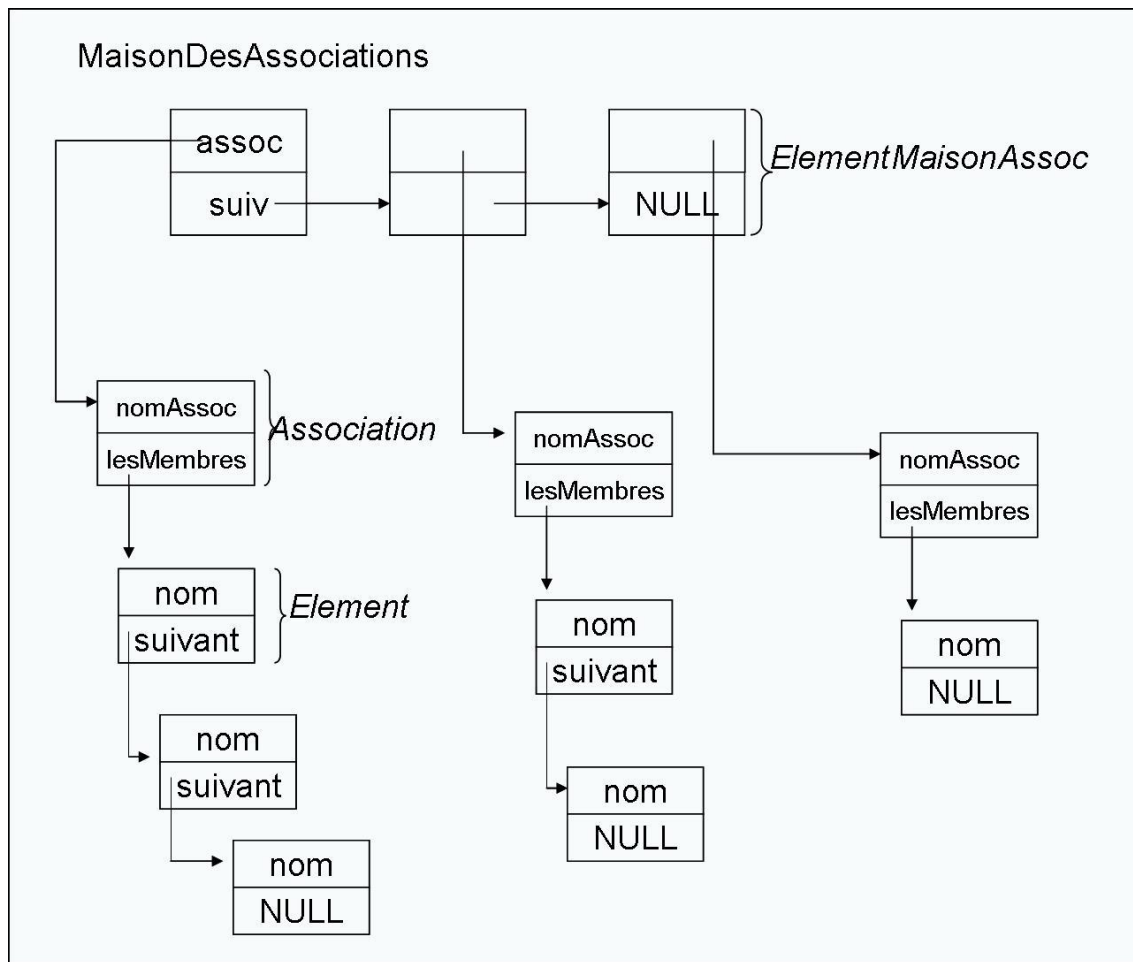 MaisonDesAssociations
assoc
suiv
NULL
ElementMaisonAssoc
nomAssoc
lesMembres
Association
nomAssoc
lesMembres
nomAssoc
lesMembres
nom
suivant
Element
nom
suivant
nom
NULL
nom
suivant
nom
NULL
nom
NULL